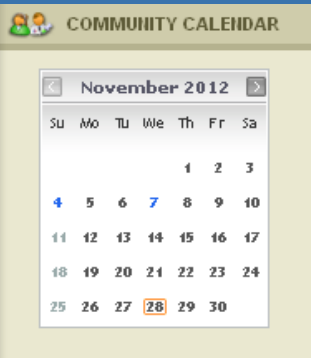 COMMUNITY CALENDAR
November 2012
Su Mo Tu We Th Fr Sa
1 2 3
4 5 6 7 8 9 10
11 12 13 14 15 16 17
18 19 20 21 22 23 24
25 26 27 28 29 30